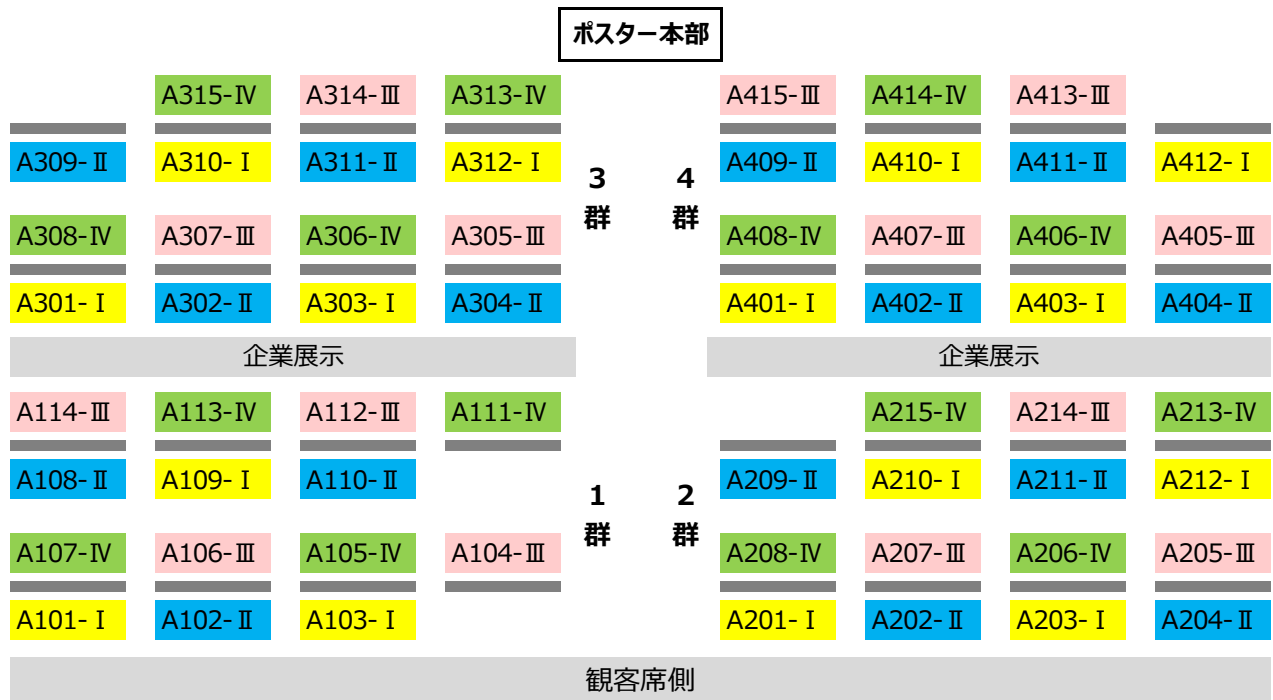 ポスター本部
A315-Ⅳ A314-Ⅲ A313-Ⅳ A415-Ⅲ A414-Ⅳ A413-Ⅲ
A309-Ⅱ A310-Ⅰ A311-Ⅱ A312-Ⅰ A409-Ⅱ A410-Ⅰ A411-Ⅱ A412-Ⅰ
3群 4群
A308-Ⅳ A307-Ⅲ A306-Ⅳ A305-Ⅲ A408-Ⅳ A407-Ⅲ A406-Ⅳ A405-Ⅲ
A301-Ⅰ A302-Ⅱ A303-Ⅰ A304-Ⅱ A401-Ⅰ A402-Ⅱ A403-Ⅰ A404-Ⅱ
企業展示 企業展示
A114-Ⅲ A113-Ⅳ A112-Ⅲ A111-Ⅳ A215-Ⅳ A214-Ⅲ A213-Ⅳ
A108-Ⅱ A109-Ⅰ A110-Ⅱ A209-Ⅱ A210-Ⅰ A211-Ⅱ A212-Ⅰ
1群 2群
A107-Ⅳ A106-Ⅲ A105-Ⅳ A104-Ⅲ A208-Ⅳ A207-Ⅲ A206-Ⅳ A205-Ⅲ
A101-Ⅰ A102-Ⅱ A103-Ⅰ A201-Ⅰ A202-Ⅱ A203-Ⅰ A204-Ⅱ
観客席側